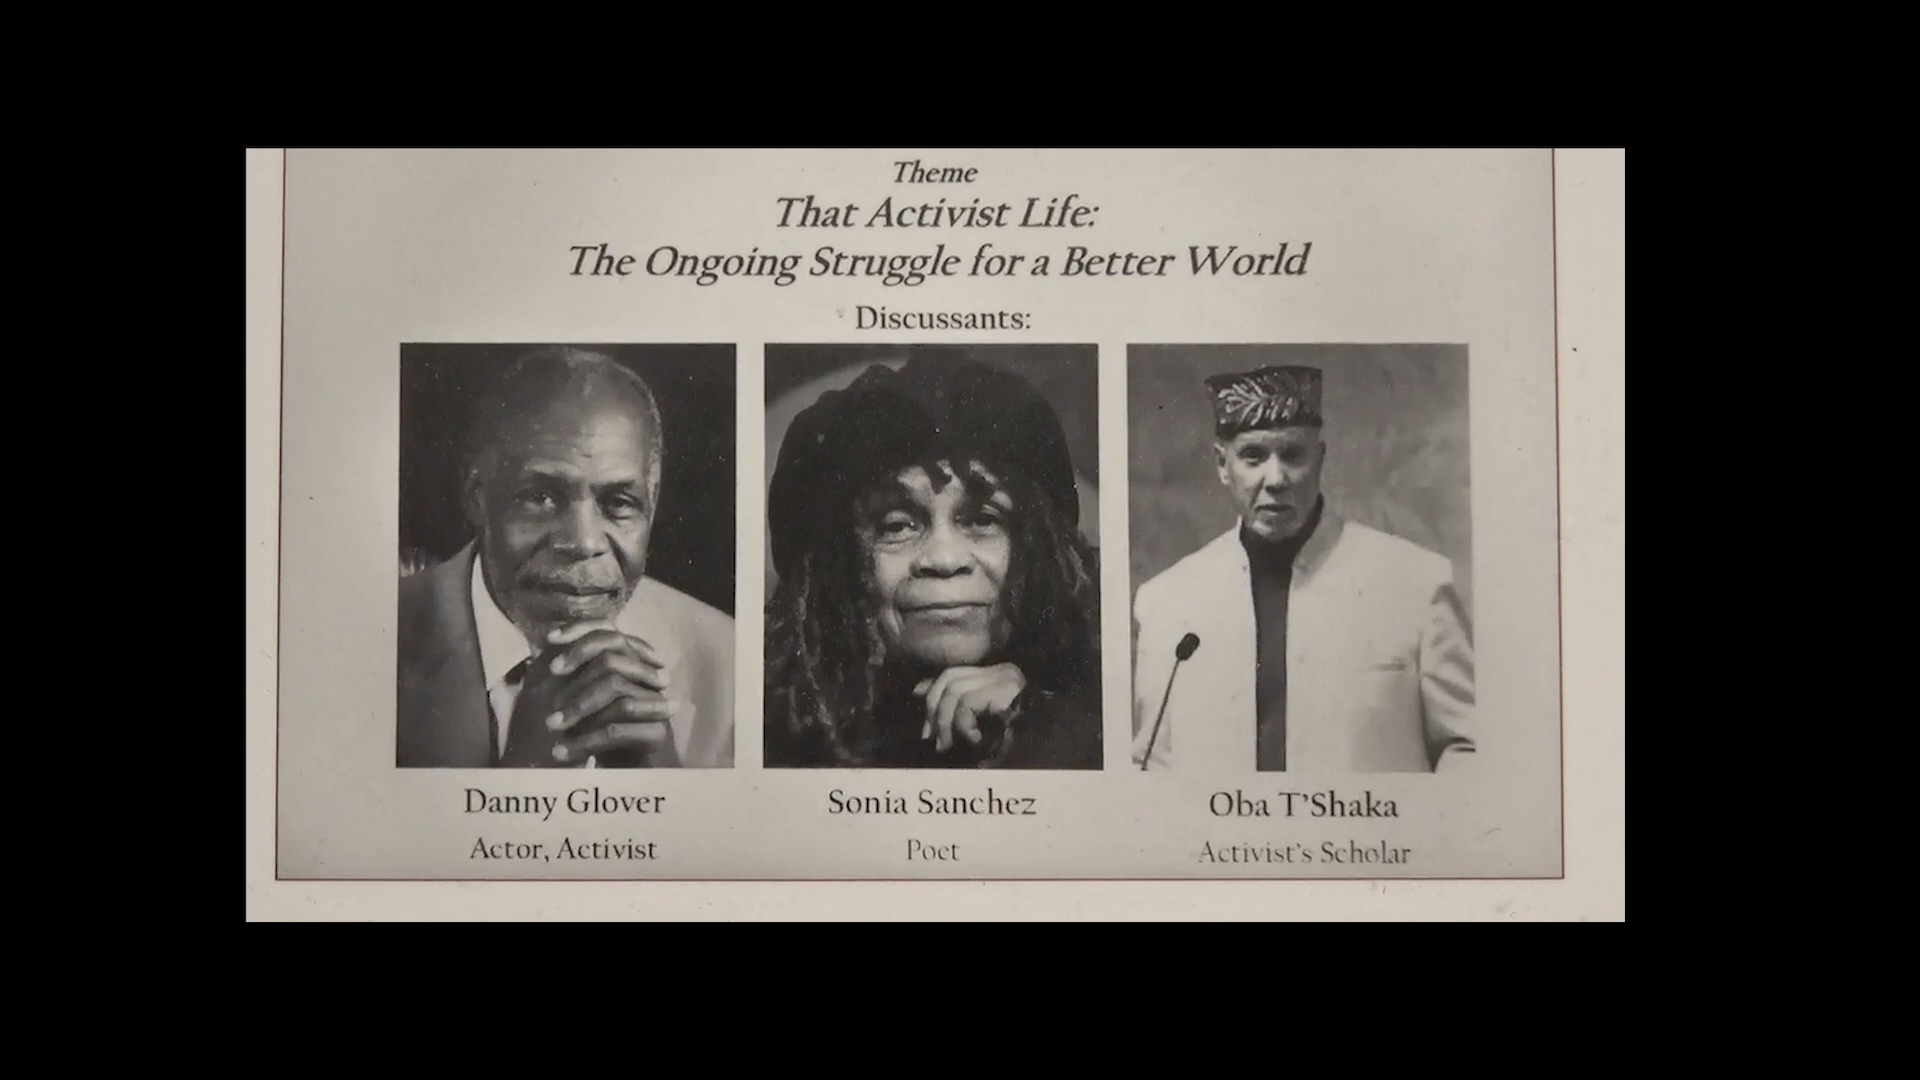 Theme
That Activist Life:
The Ongoing Struggle for a Better World
Discussants:
Danny Glover
Actor, Activist
Sonia Sanchez
Poet
Oba T'Shaka
Activist's Scholar